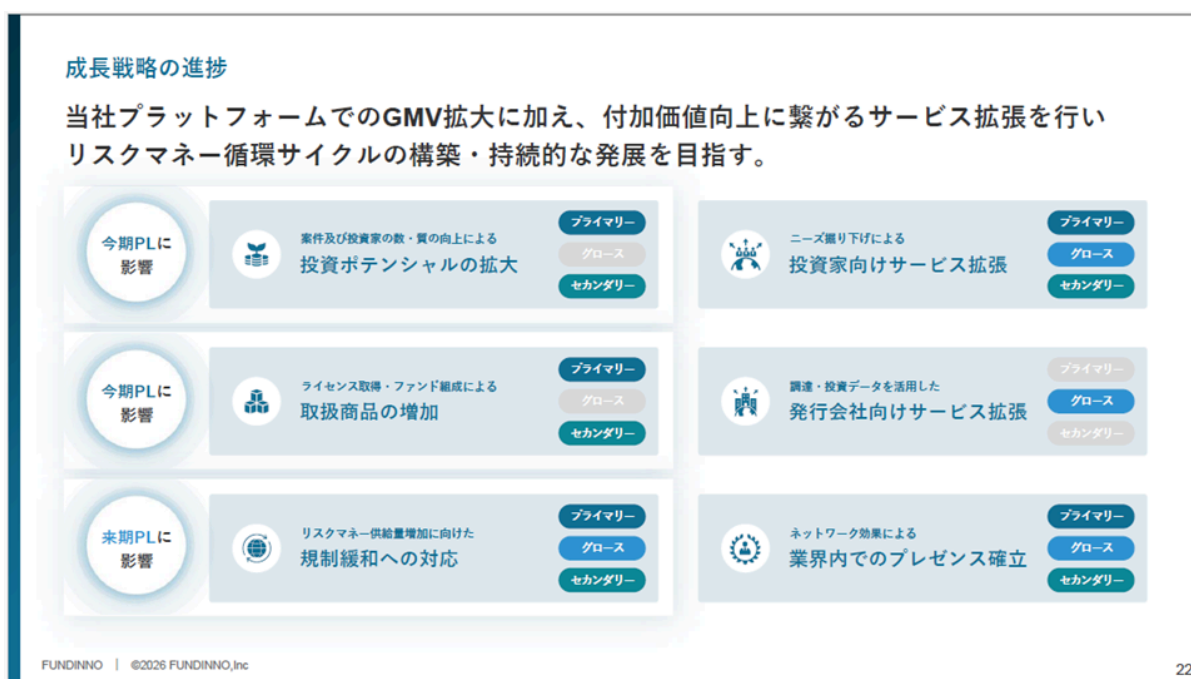 成長戦略の進捗
当社プラットフォームでのGMV拡大に加え、付加価値向上に繋がるサービス拡張を行い
リスクマネー循環サイクルの構築・持続的な発展を目指す。
今期PLに
影響
案件及び投資家の数・質の向上による
投資ポテンシャルの拡大
プライマリー
グロース
セカンダリー
ニーズ掘り下げによる
投資家向けサービス拡張
プライマリー
グロース
セカンダリー
今期PLに
影響
ライセンス取得・ファンド組成による
取扱商品の増加
プライマリー
グロース
セカンダリー
調達・投資データを活用した
発行会社向けサービス拡張
プライマリー
グロース
セカンダリー
来期PLに
影響
リスクマネー供給量増加に向けた
規制緩和への対応
プライマリー
グロース
セカンダリー
ネットワーク効果による
業界内でのプレゼンス確立
プライマリー
グロース
セカンダリー
FUNDINNO | ©2026 FUNDINNO,Inc
22